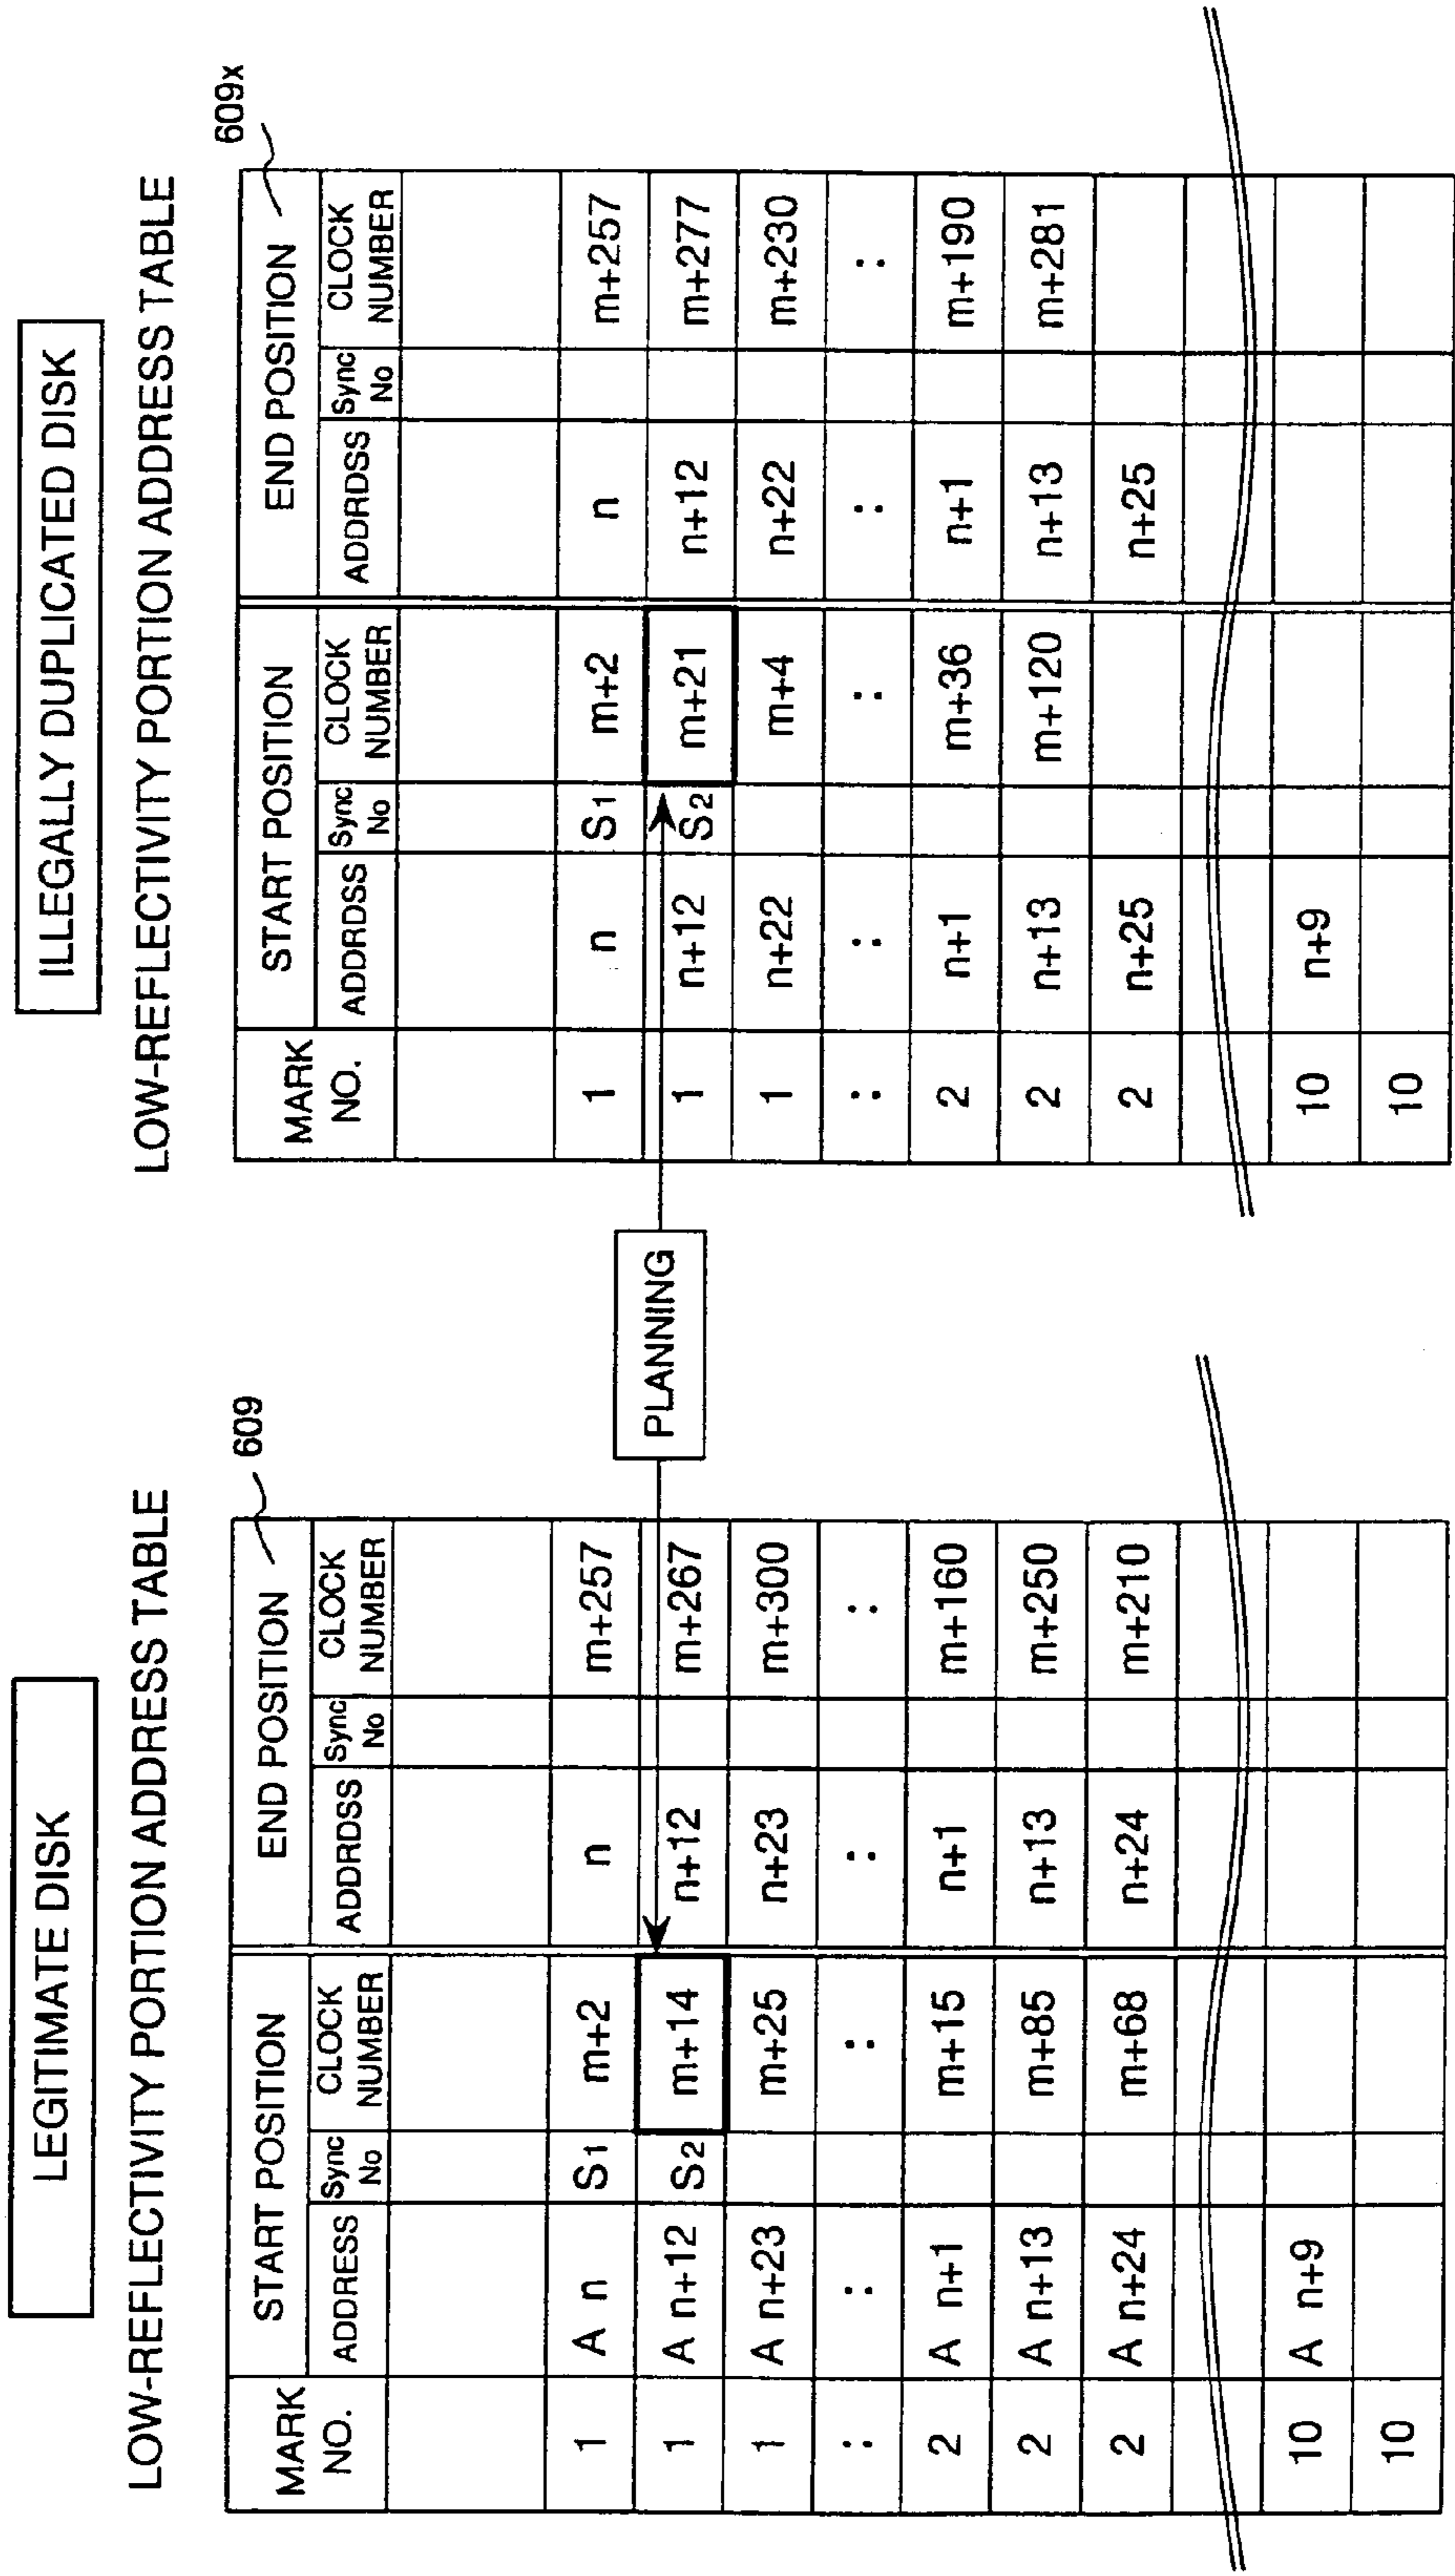 LEGITIMATE DISK
LOW-REFLECTIVITY PORTION ADDRESS TABLE
609
MARK NO. START POSITION END POSITION
ADDRESS Sync No CLOCK NUMBER ADDRDSS Sync No CLOCK NUMBER
1 A n S1 m+2 n m+257
1 A n+12 S2 m+14 n+12 m+267
1 A n+23 m+25 n+23 m+300
: : : : :
2 A n+1 m+15 n+1 m+160
2 A n+13 m+85 n+13 m+250
2 A n+24 m+68 n+24 m+210
10 A n+9
10
PLANNING
ILLEGALLY DUPLICATED DISK
LOW-REFLECTIVITY PORTION ADDRESS TABLE
609x
MARK NO. START POSITION END POSITION
ADDRDSS Sync No CLOCK NUMBER ADDRDSS Sync No CLOCK NUMBER
1 n S1 m+2 n m+257
1 n+12 S2 m+21 n+12 m+277
1 n+22 m+4 n+22 m+230
: : : : :
2 n+1 m+36 n+1 m+190
2 n+13 m+120 n+13 m+281
2 n+25 n+25
10 n+9
10